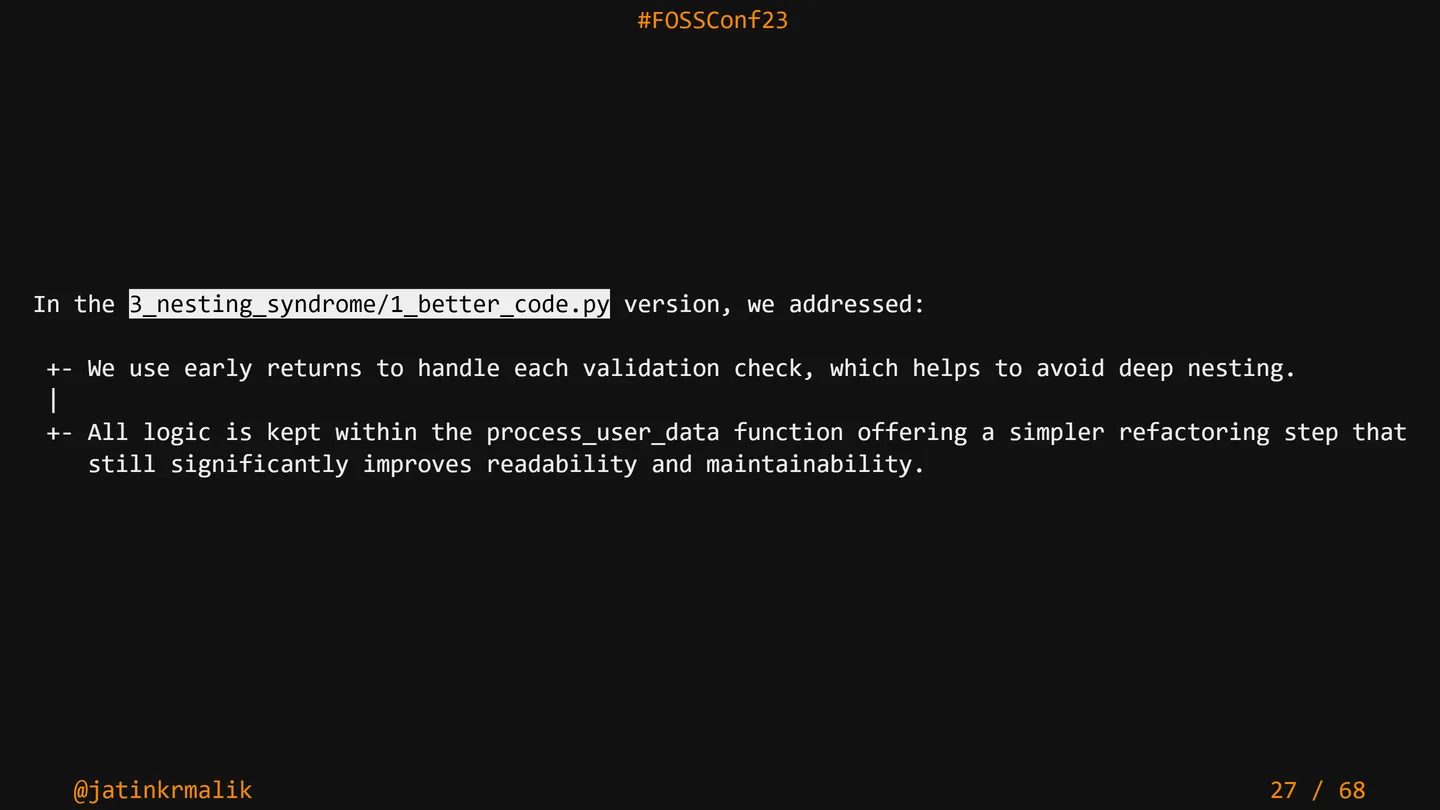 #FOSSConf23
In the 3_nesting_syndrome/1_better_code.py version, we addressed:
+- We use early returns to handle each validation check, which helps to avoid deep nesting.
|
+- All logic is kept within the process_user_data function offering a simpler refactoring step that
still significantly improves readability and maintainability.
@jatinkrmalik
27 / 68